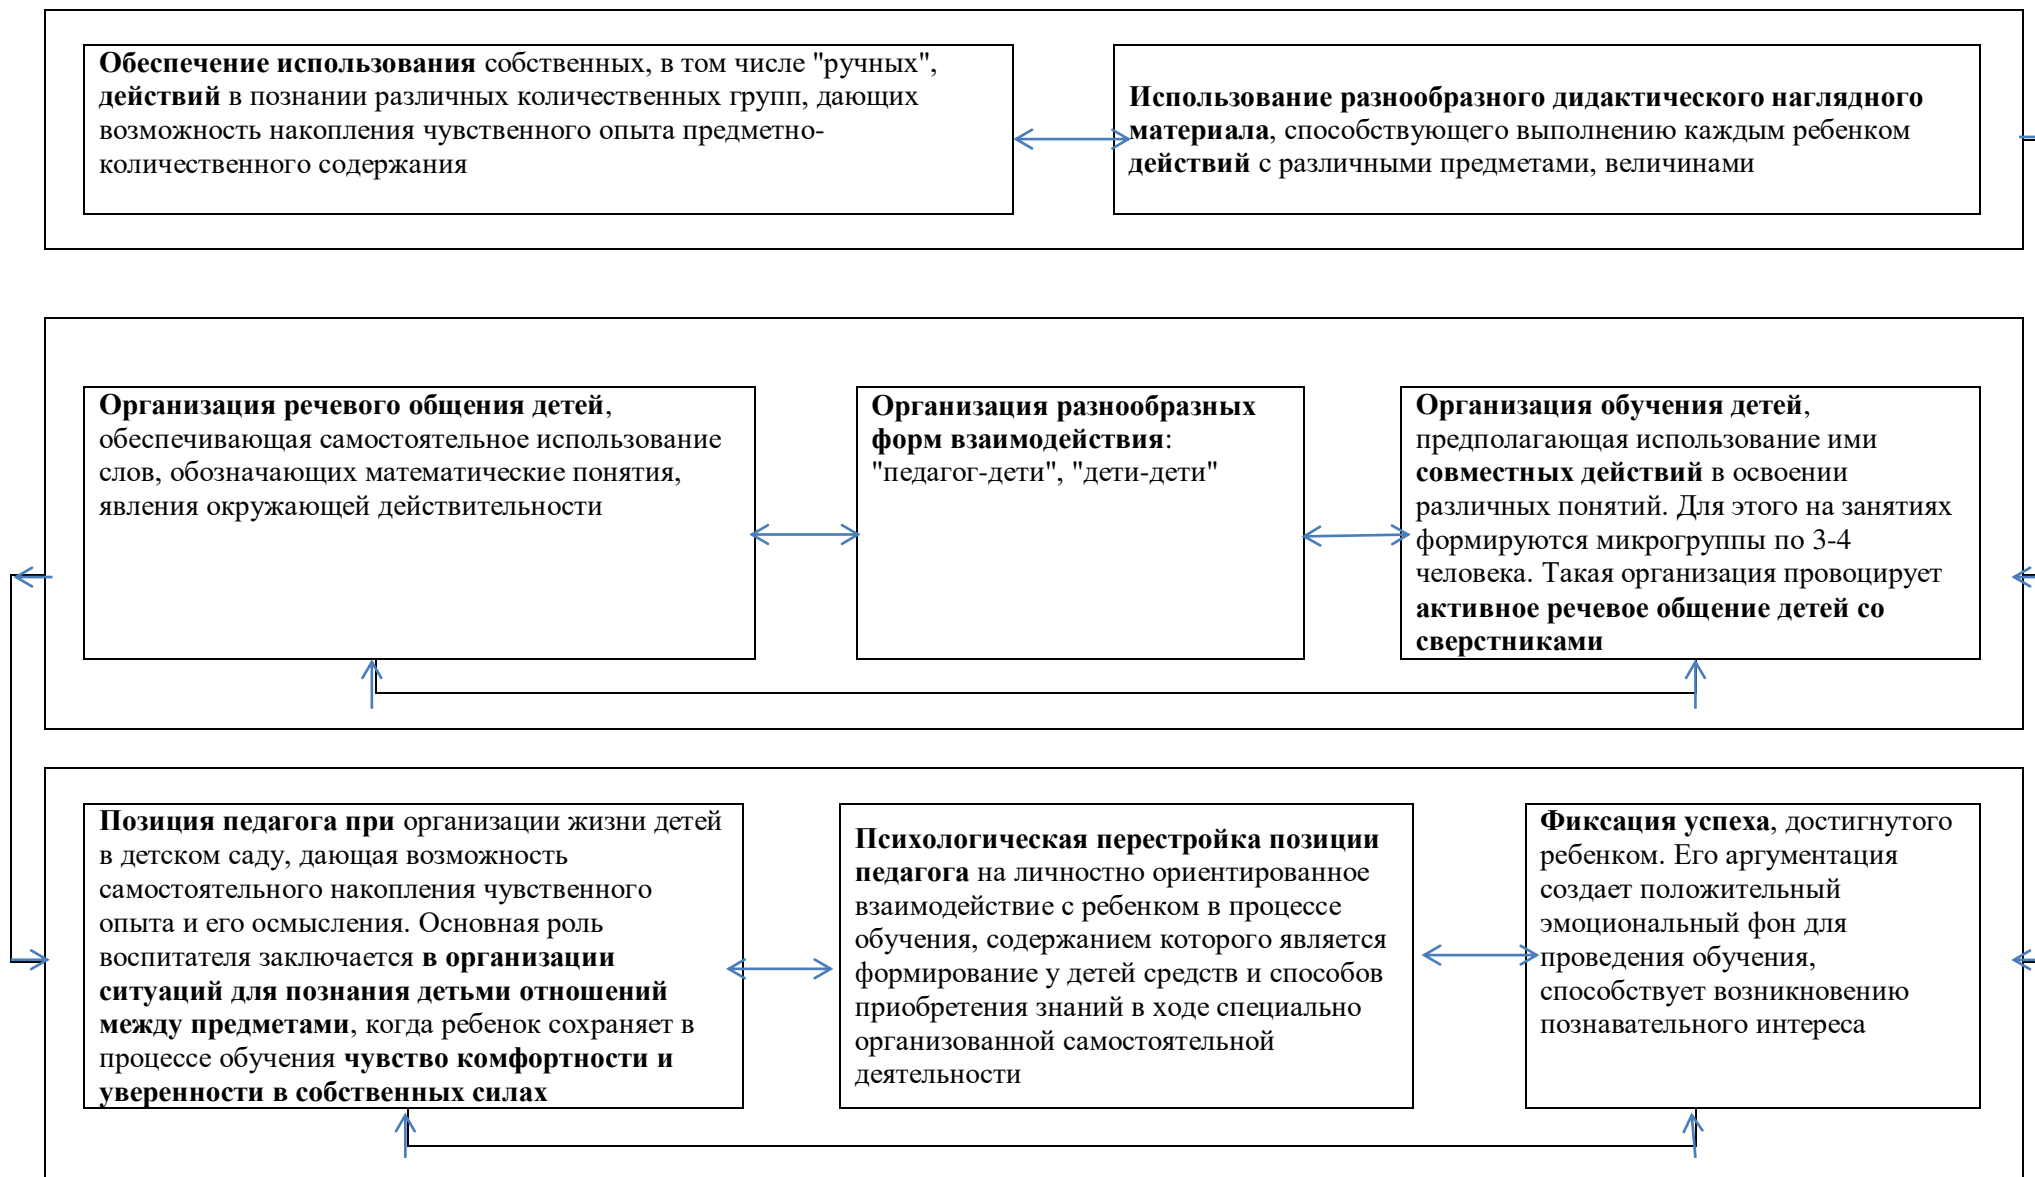 Обеспечение использования собственных, в том числе "ручных",
действий в познании различных количественных групп, дающих
возможность накопления чувственного опыта предметно-
количественного содержания
Использование разнообразного дидактического наглядного
материала, способствующего выполнению каждым ребенком
действий с различными предметами, величинами
Организация речевого общения детей,
обеспечивающая самостоятельное использование
слов, обозначающих математические понятия,
явления окружающей действительности
Организация разнообразных
форм взаимодействия:
"педагог-дети", "дети-дети"
Организация обучения детей,
предполагающая использование ими
совместных действий в освоении
различных понятий. Для этого на занятиях
формируются микрогруппы по 3-4
человека. Такая организация провоцирует
активное речевое общение детей со
сверстниками
Позиция педагога при организации жизни детей
в детском саду, дающая возможность
самостоятельного накопления чувственного
опыта и его осмысления. Основная роль
воспитателя заключается в организации
ситуаций для познания детьми отношений
между предметами, когда ребенок сохраняет в
процессе обучения чувство комфортности и
уверенности в собственных силах
Психологическая перестройка позиции
педагога на личностно ориентированное
взаимодействие с ребенком в процессе
обучения, содержанием которого является
формирование у детей средств и способов
приобретения знаний в ходе специально
организованной самостоятельной
деятельности
Фиксация успеха, достигнутого
ребенком. Его аргументация
создает положительный
эмоциональный фон для
проведения обучения,
способствует возникновению
познавательного интереса